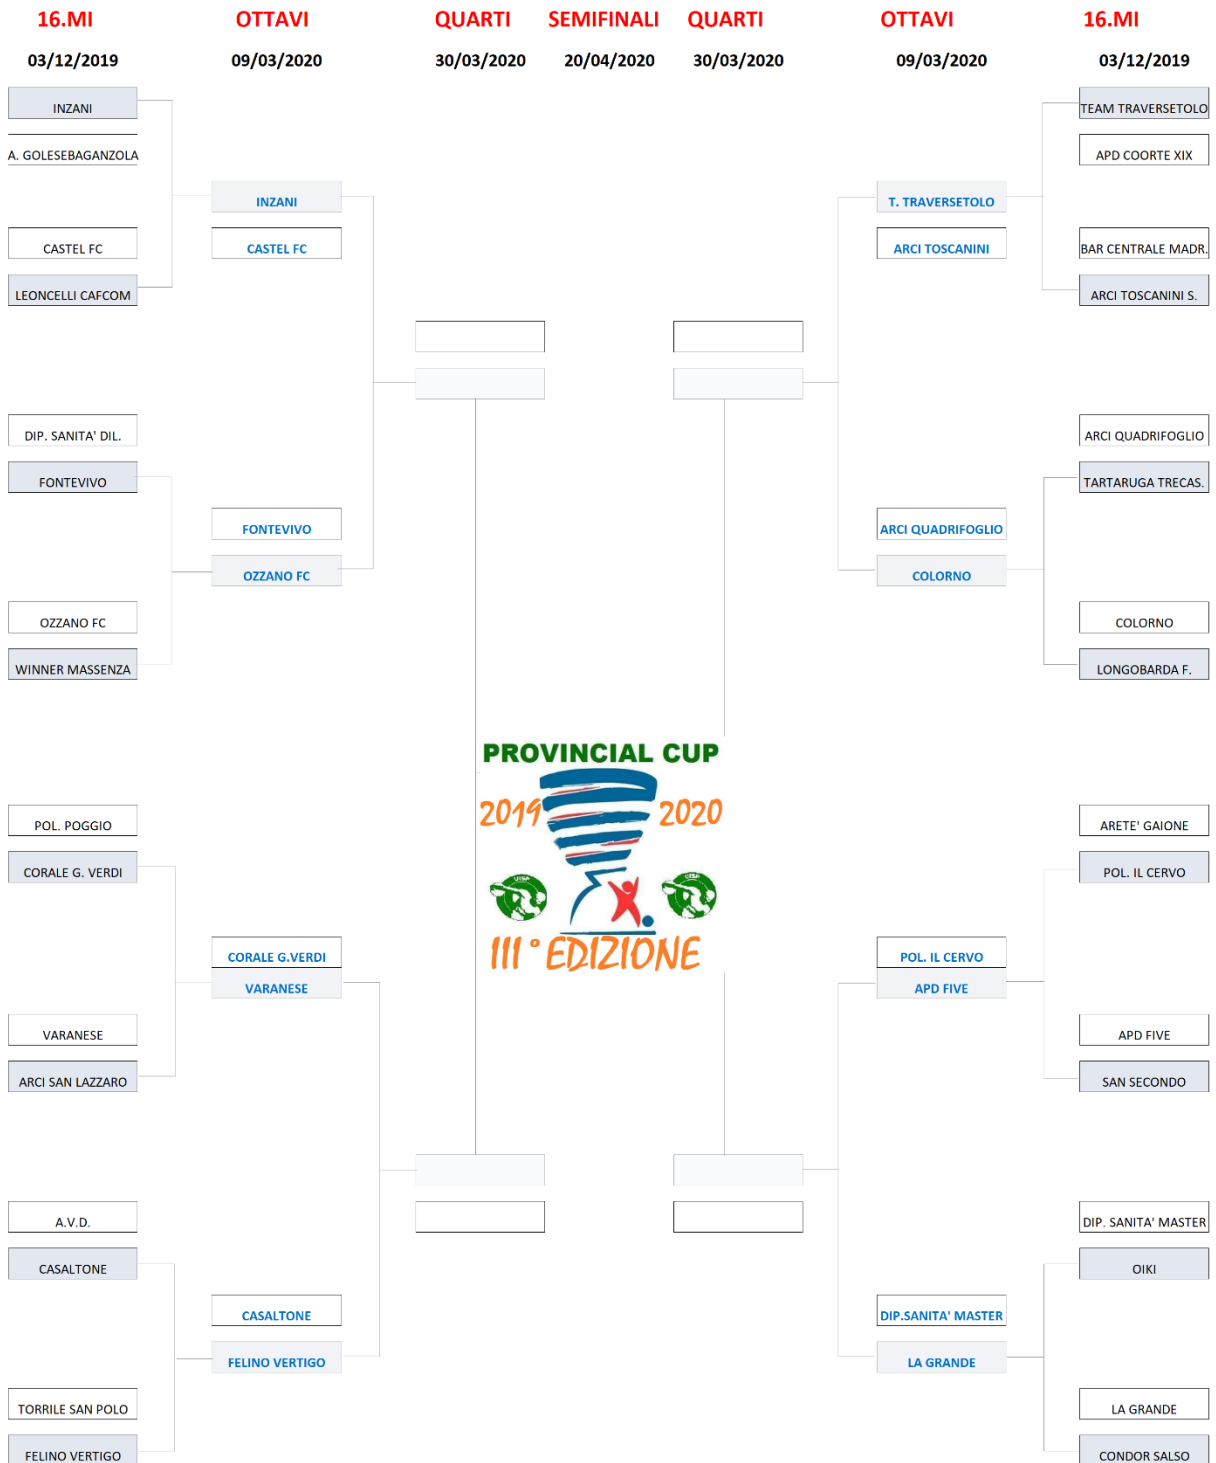 16.MI OTTAVI QUARTI SEMIFINALI QUARTI OTTAVI 16.MI
03/12/2019 09/03/2020 30/03/2020 20/04/2020 30/03/2020 09/03/2020 03/12/2019
INZANI TEAM TRAVERSETOLO
A. GOLESEBAGANZOLA APD COORTE XIX
INZANI T. TRAVERSETOLO
CASTEL FC CASTEL FC ARCI TOSCANINI BAR CENTRALE MADR.
LEONCELLI CAFCOM ARCI TOSCANINI S.
DIP. SANITA' DIL. ARCI QUADRIFOGLIO
FONTEVIVO TARTARUGA TRECAS.
FONTEVIVO ARCI QUADRIFOGLIO
OZZANO FC COLORNO
OZZANO FC COLORNO
WINNER MASSENZA LONGOBARDA F.
PROVINCIAL CUP
2019 2020
POL. POGGIO ARETE' GAIONE
CORALE G. VERDI POL. IL CERVO
UISP UISP
III° EDIZIONE
CORALE G.VERDI POL. IL CERVO
VARANESE APD FIVE
VARANESE APD FIVE
ARCI SAN LAZZARO SAN SECONDO
A.V.D. DIP. SANITA' MASTER
CASALTONE OIKI
CASALTONE DIP.SANITA' MASTER
FELINO VERTIGO LA GRANDE
TORRILE SAN POLO LA GRANDE
FELINO VERTIGO CONDOR SALSO